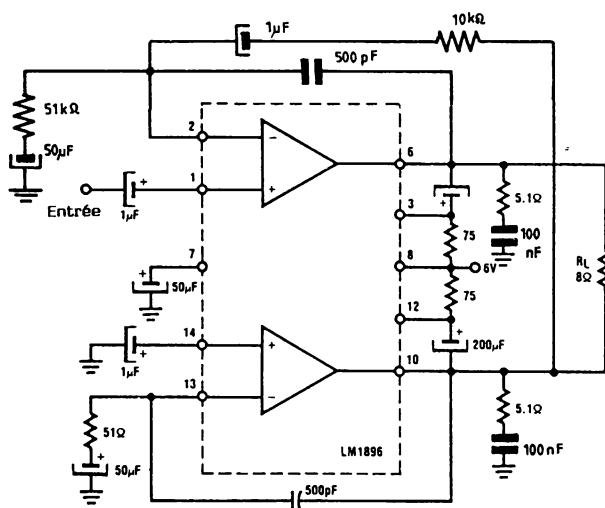 1µF
10kΩ
500 pF
51kΩ
50µF
2
6
−
+
1
+
Entrée
+
1µF
3
+
5.1Ω
100
nF
75
7
8
6V
RL
8Ω
+
50µF
75
12
14
+
+
1µF
+
200µF
13
−
10
51Ω
5.1Ω
+
50µF
LM1896
100nF
500pF